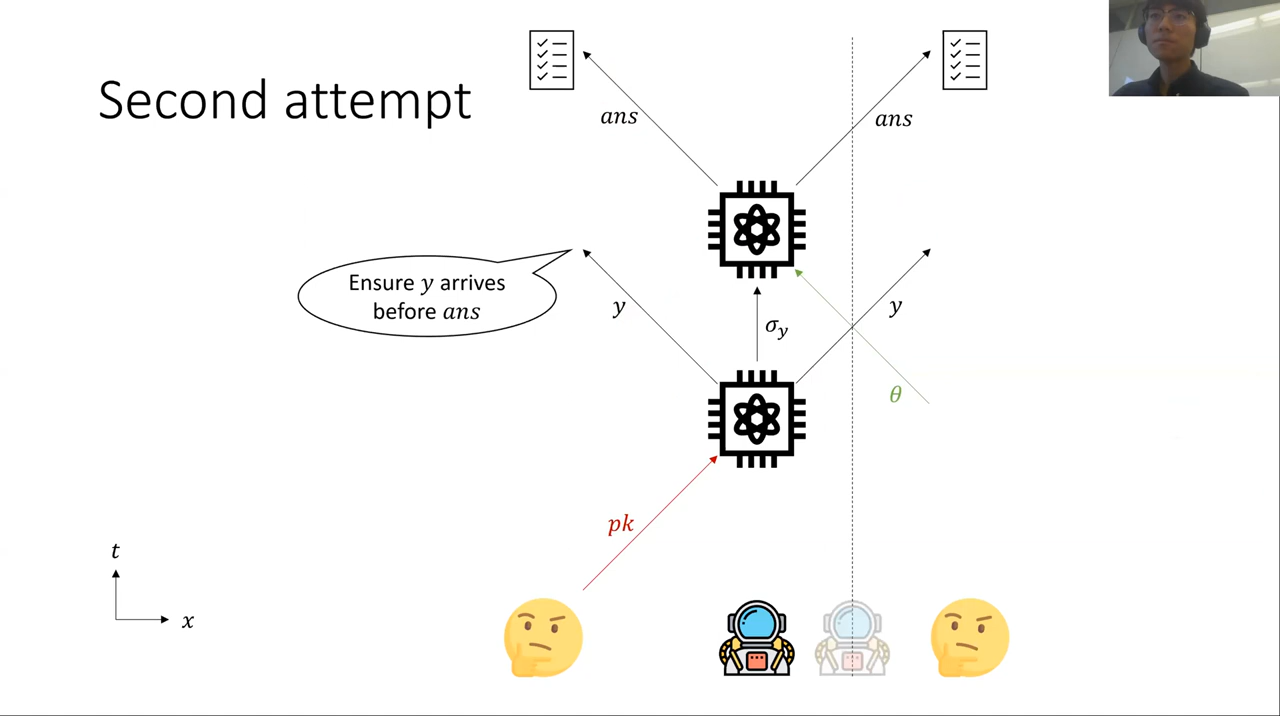 Second attempt
ans
ans
Ensure y arrives
before ans
y
y
σy
θ
pk
t
x